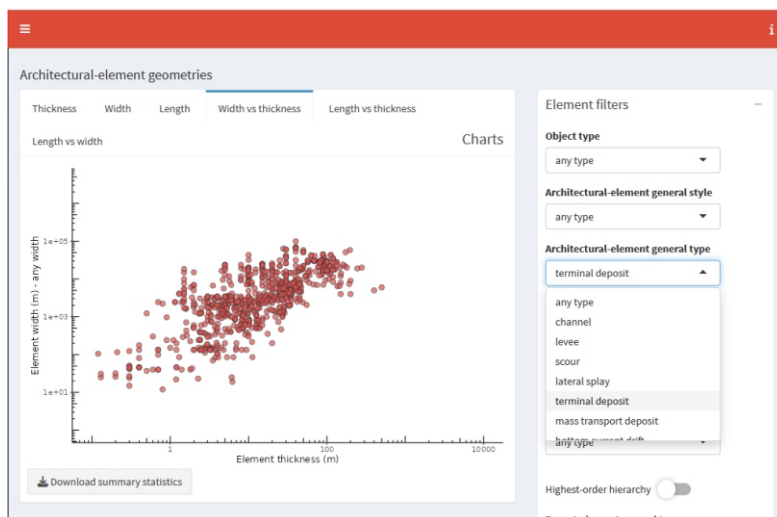 i
Architectural-element geometries
Thickness Width Length Width vs thickness Length vs thickness
Length vs width Charts
1e+05
1e+03
1e+01
Element width (m) - any width
1 100 10000
Element thickness (m)
Download summary statistics
Element filters
Object type
any type
Architectural-element general style
any type
Architectural-element general type
terminal deposit
any type
channel
levee
scour
lateral splay
terminal deposit
mass transport deposit
bottom current drift
any type
Highest-order hierarchy